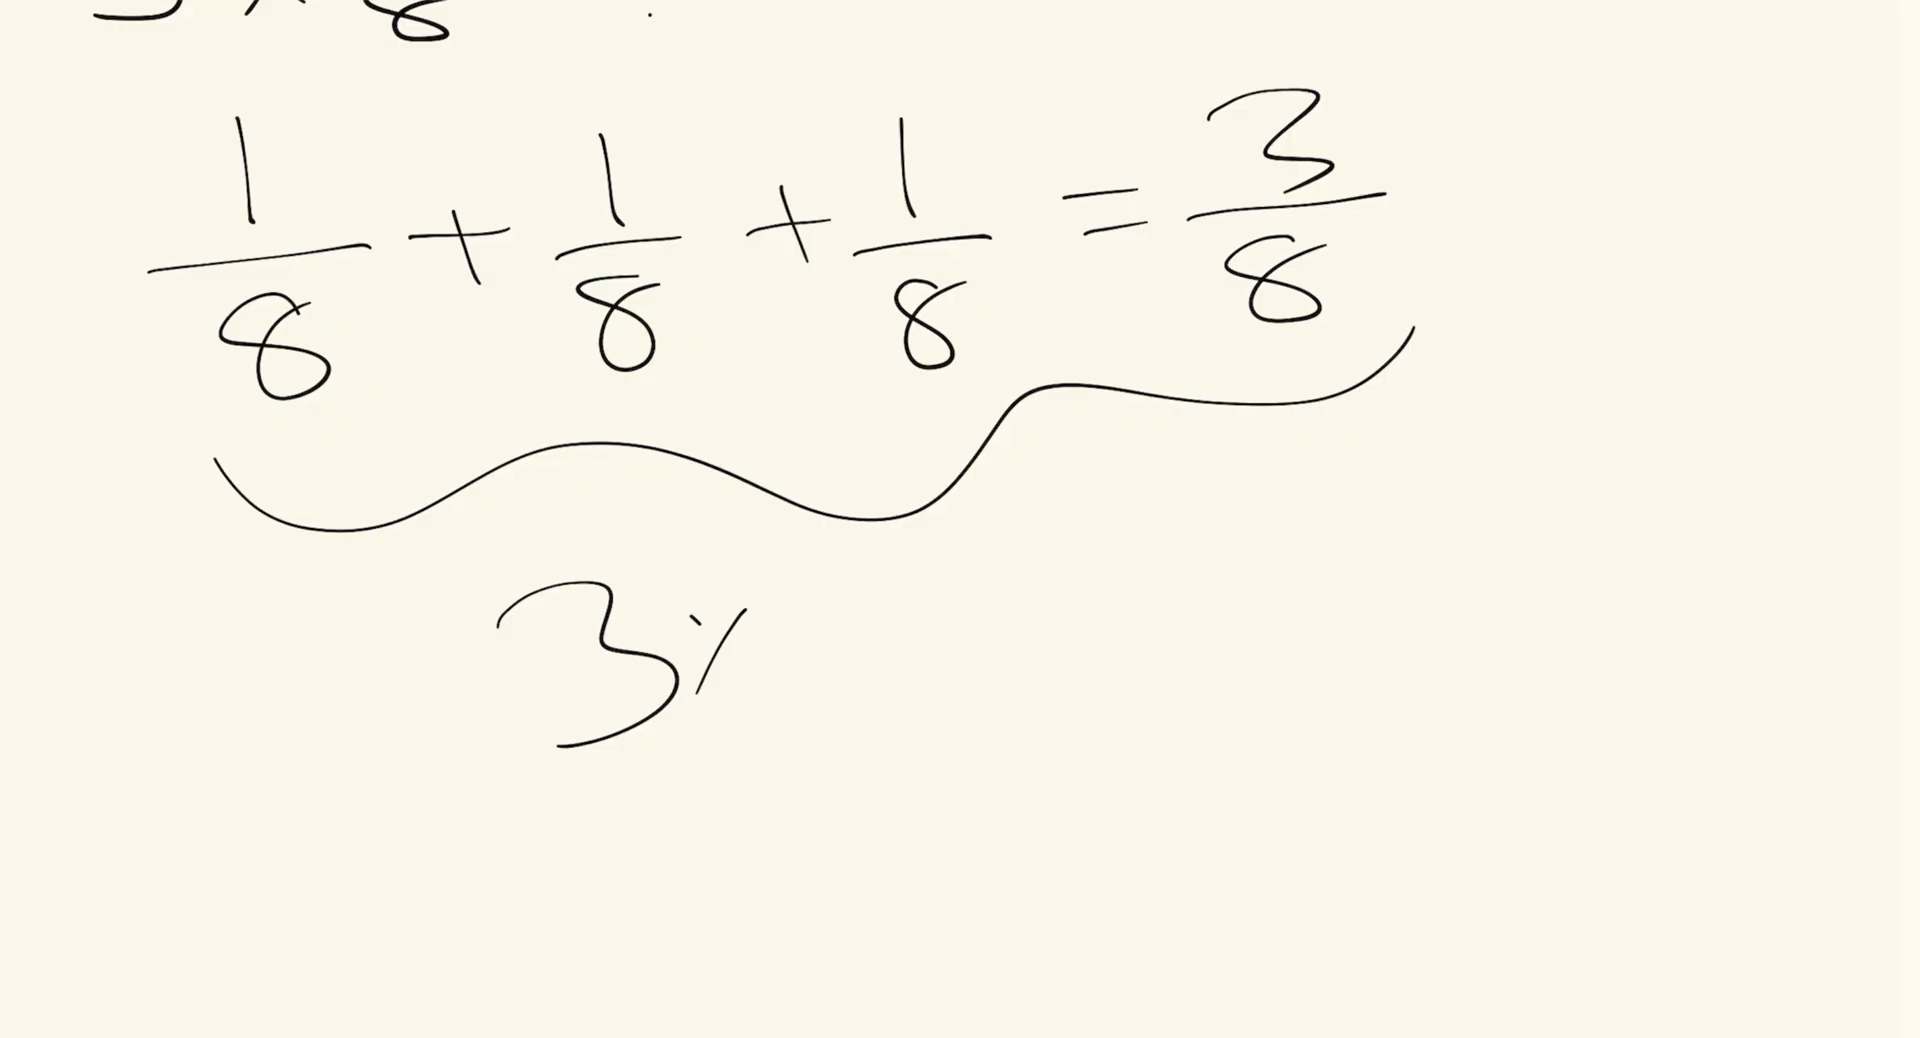 1/8 + 1/8 + 1/8 = 3/8
3